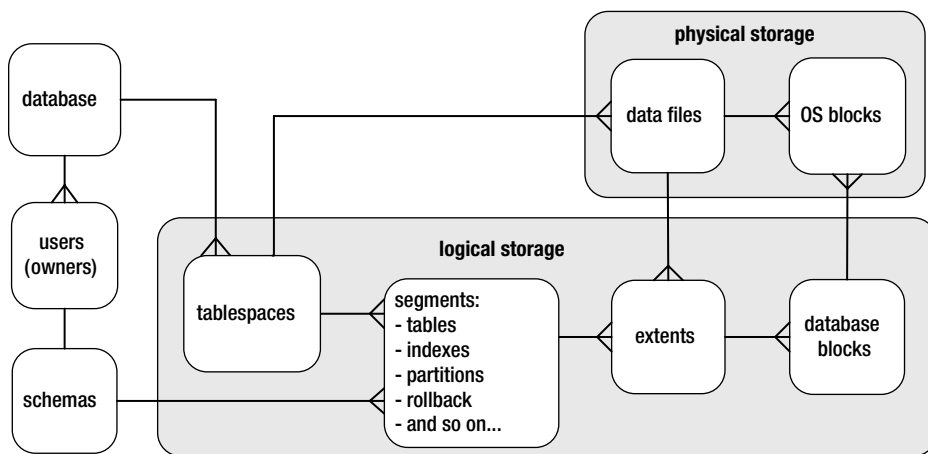 physical storage
database
data files
OS blocks
users
(owners)
logical storage
tablespaces
segments:
- tables
- indexes
- partitions
- rollback
- and so on...
extents
database
blocks
schemas